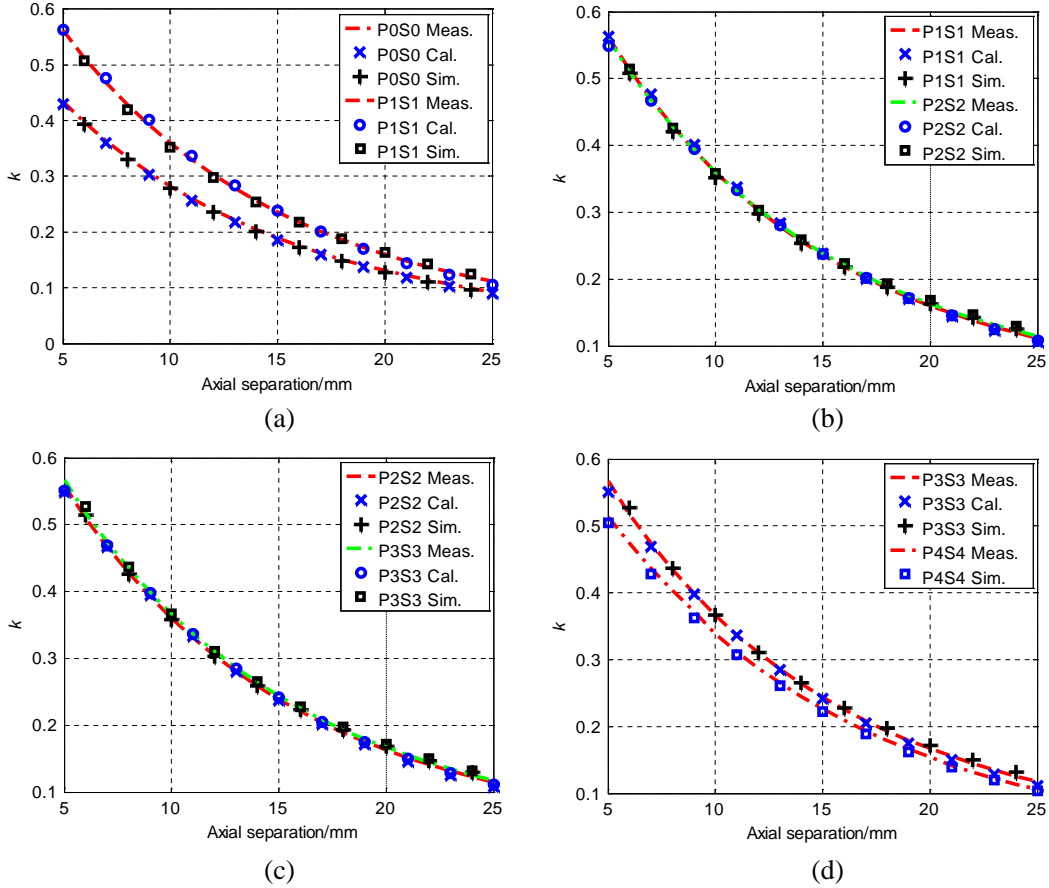 0.6
0.5
0.4
0.3
0.2
0.1
0
k
5
10
15
20
25
Axial separation/mm
P0S0 Meas.
P0S0 Cal.
P0S0 Sim.
P1S1 Meas.
P1S1 Cal.
P1S1 Sim.
(a)
0.6
0.5
0.4
0.3
0.2
0.1
k
5
10
15
20
25
Axial separation/mm
P1S1 Meas.
P1S1 Cal.
P1S1 Sim.
P2S2 Meas.
P2S2 Cal.
P2S2 Sim.
(b)
0.6
0.5
0.4
0.3
0.2
0.1
k
5
10
15
20
25
Axial separation/mm
P2S2 Meas.
P2S2 Cal.
P2S2 Sim.
P3S3 Meas.
P3S3 Cal.
P3S3 Sim.
(c)
0.6
0.5
0.4
0.3
0.2
0.1
k
5
10
15
20
25
Axial separation/mm
P3S3 Meas.
P3S3 Cal.
P3S3 Sim.
P4S4 Meas.
P4S4 Sim.
(d)